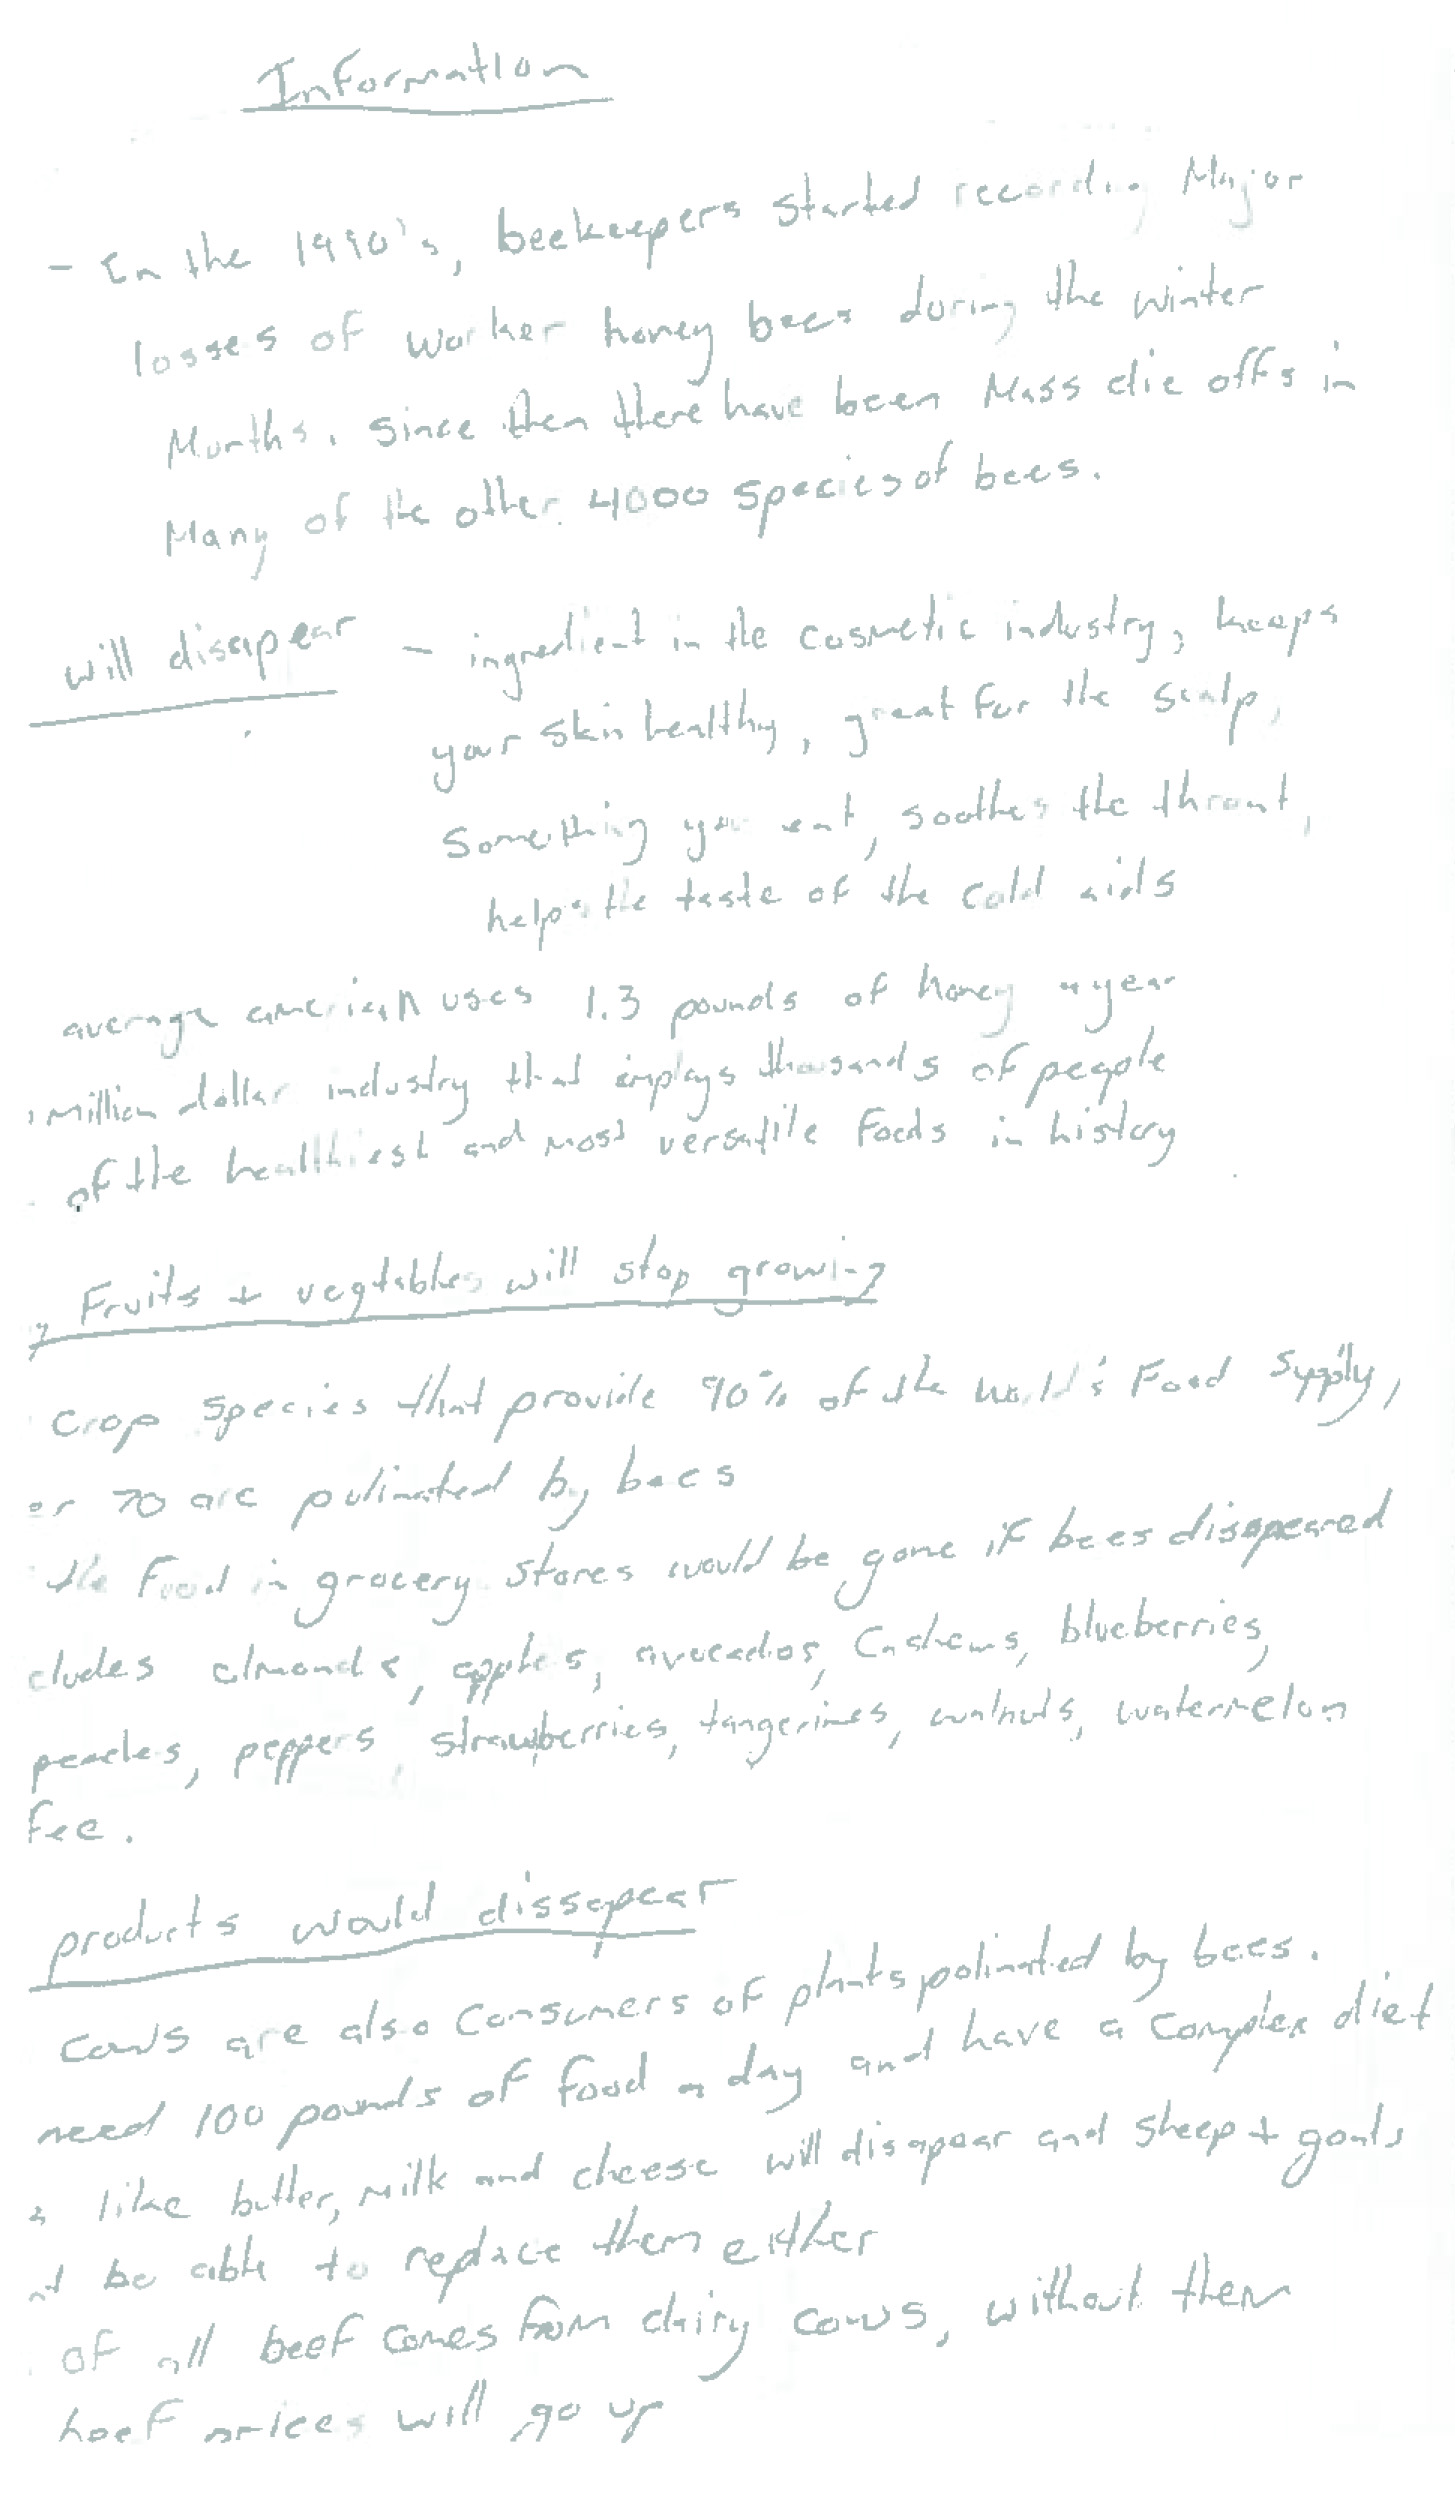 Information
- In the 1990's, beekeepers started recording Major
losses of worker honey bees during the winter
Months. since then there have been Mass die offs in
Many of the other 4000 species of bees.
will dissapear - ingredient in the cosmetic industry, keeps
your skin healthy, great for the scalp,
Something you eat, soothes the throat,
helps the taste of the cold aids
average american uses 1.3 pounds of honey a year
Million dollar industry that employs thousands of people
of the healthiest and most versatile foods in history
Fruits + vegtables will stop growing
Crop species that provide 90% of the world's Food Supply,
er 70 are polinated by bees
the Food in grocery stores would be gone if bees disapeared
cludes almonds, apples, avocados, Cashews, blueberries,
peaches, peppers, strawberries, tangerines, walnuts, watermelon
fee.
products would dissapear
Cows are also Consumers of plants polinated by bees.
need 100 pounds of food a day and have a Complex diet
s like butter, Milk and cheese will disapear and sheep + goats
nt be able to replace them either
of all beef Comes from dairy cows, without them
beef prices will go up